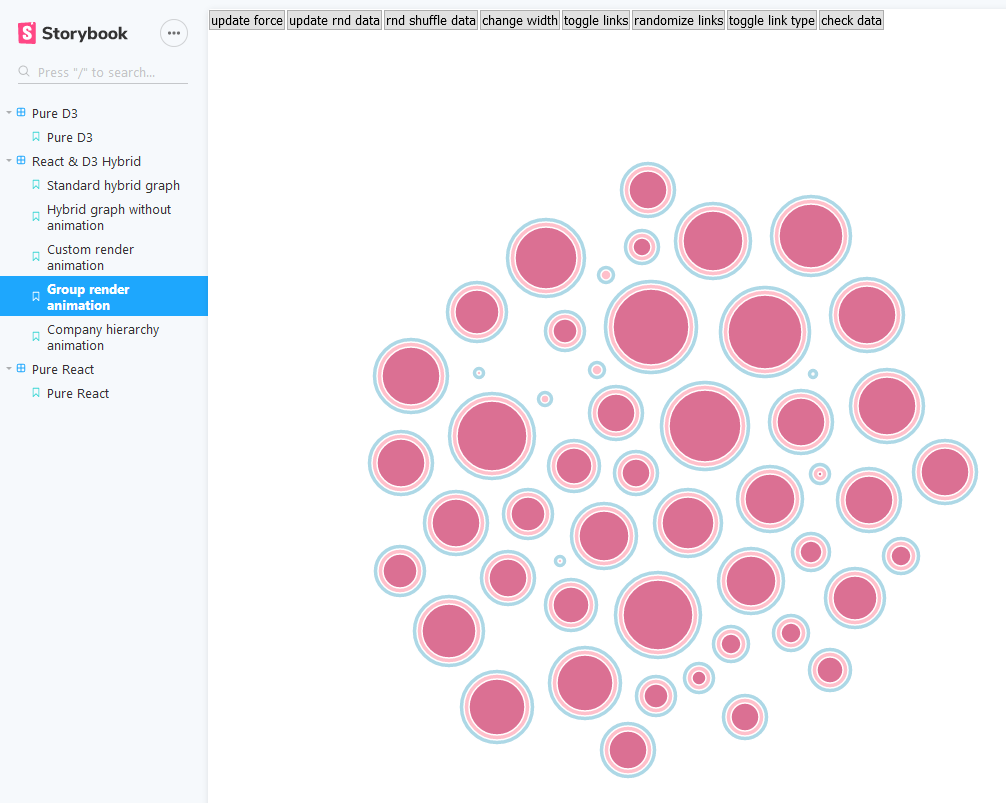 Storybook
Press "/" to search...
update force update rnd data rnd shuffle data change width toggle links randomize links toggle link type check data
Pure D3
Pure D3
React & D3 Hybrid
Standard hybrid graph
Hybrid graph without
animation
Custom render
animation
Group render
animation
Company hierarchy
animation
Pure React
Pure React